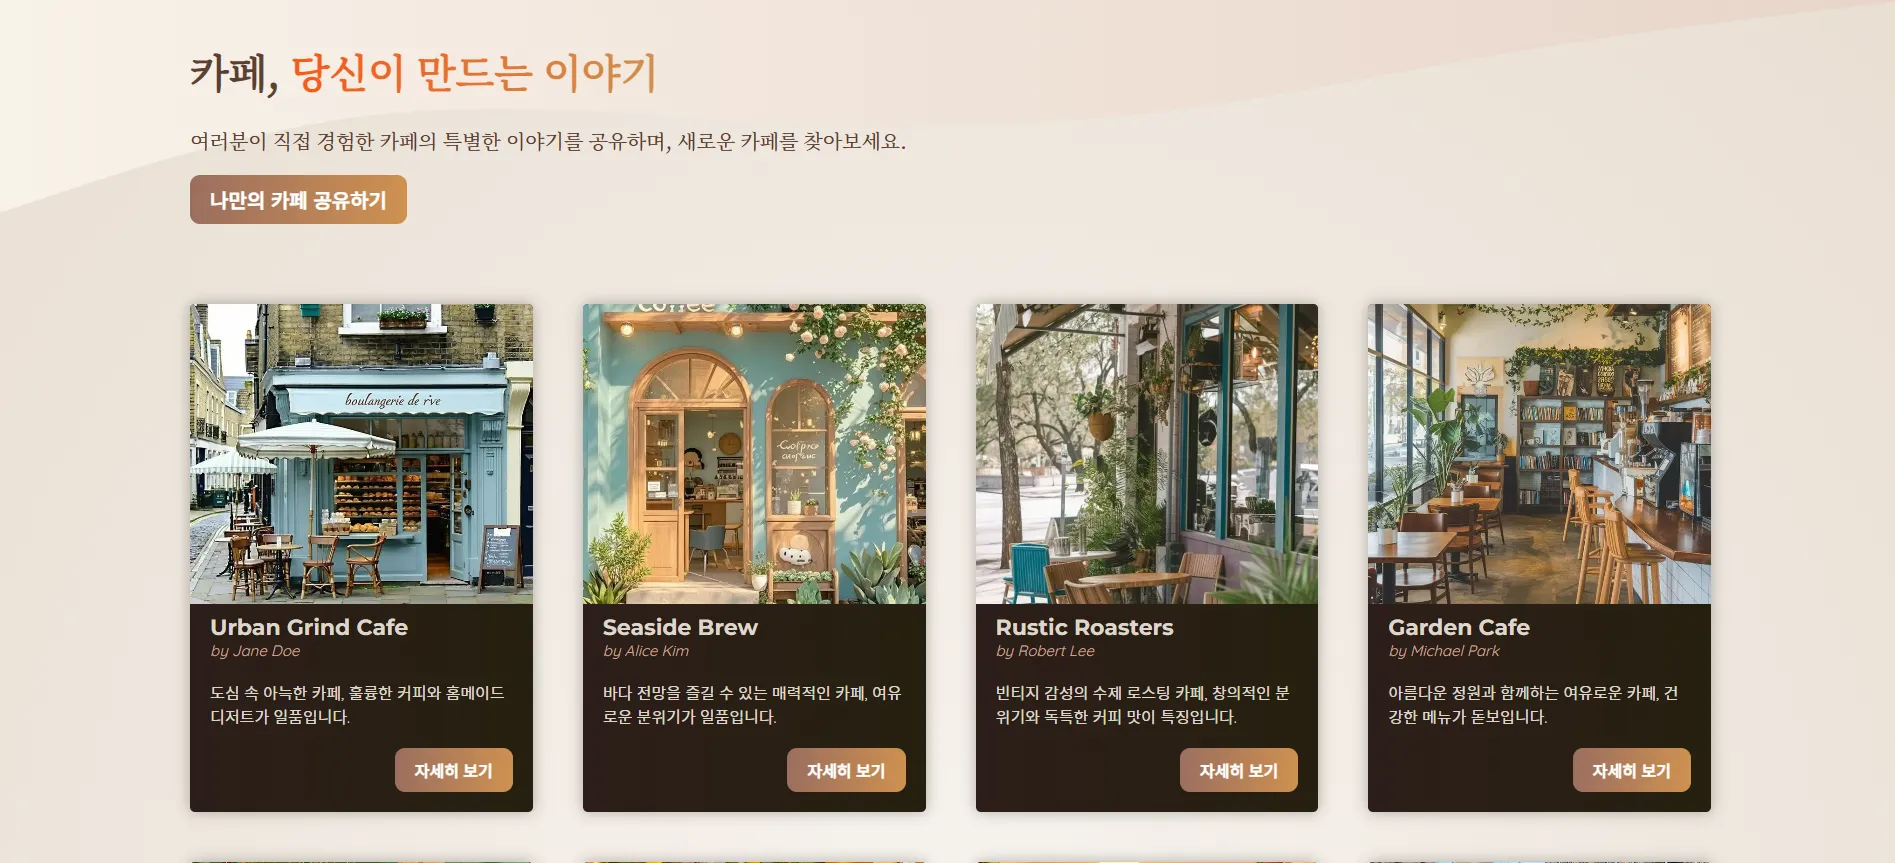 카페, 당신이 만드는 이야기
여러분이 직접 경험한 카페의 특별한 이야기를 공유하며, 새로운 카페를 찾아보세요.
나만의 카페 공유하기
boulangerie de rve
Coffee
Urban Grind Cafe
by Jane Doe
도심 속 아늑한 카페, 훌륭한 커피와 홈메이드
디저트가 일품입니다.
자세히 보기
Seaside Brew
by Alice Kim
바다 전망을 즐길 수 있는 매력적인 카페, 여유
로운 분위기가 일품입니다.
자세히 보기
Rustic Roasters
by Robert Lee
빈티지 감성의 수제 로스팅 카페, 창의적인 분
위기와 독특한 커피 맛이 특징입니다.
자세히 보기
Garden Cafe
by Michael Park
아름다운 정원과 함께하는 여유로운 카페, 건
강한 메뉴가 돋보입니다.
자세히 보기